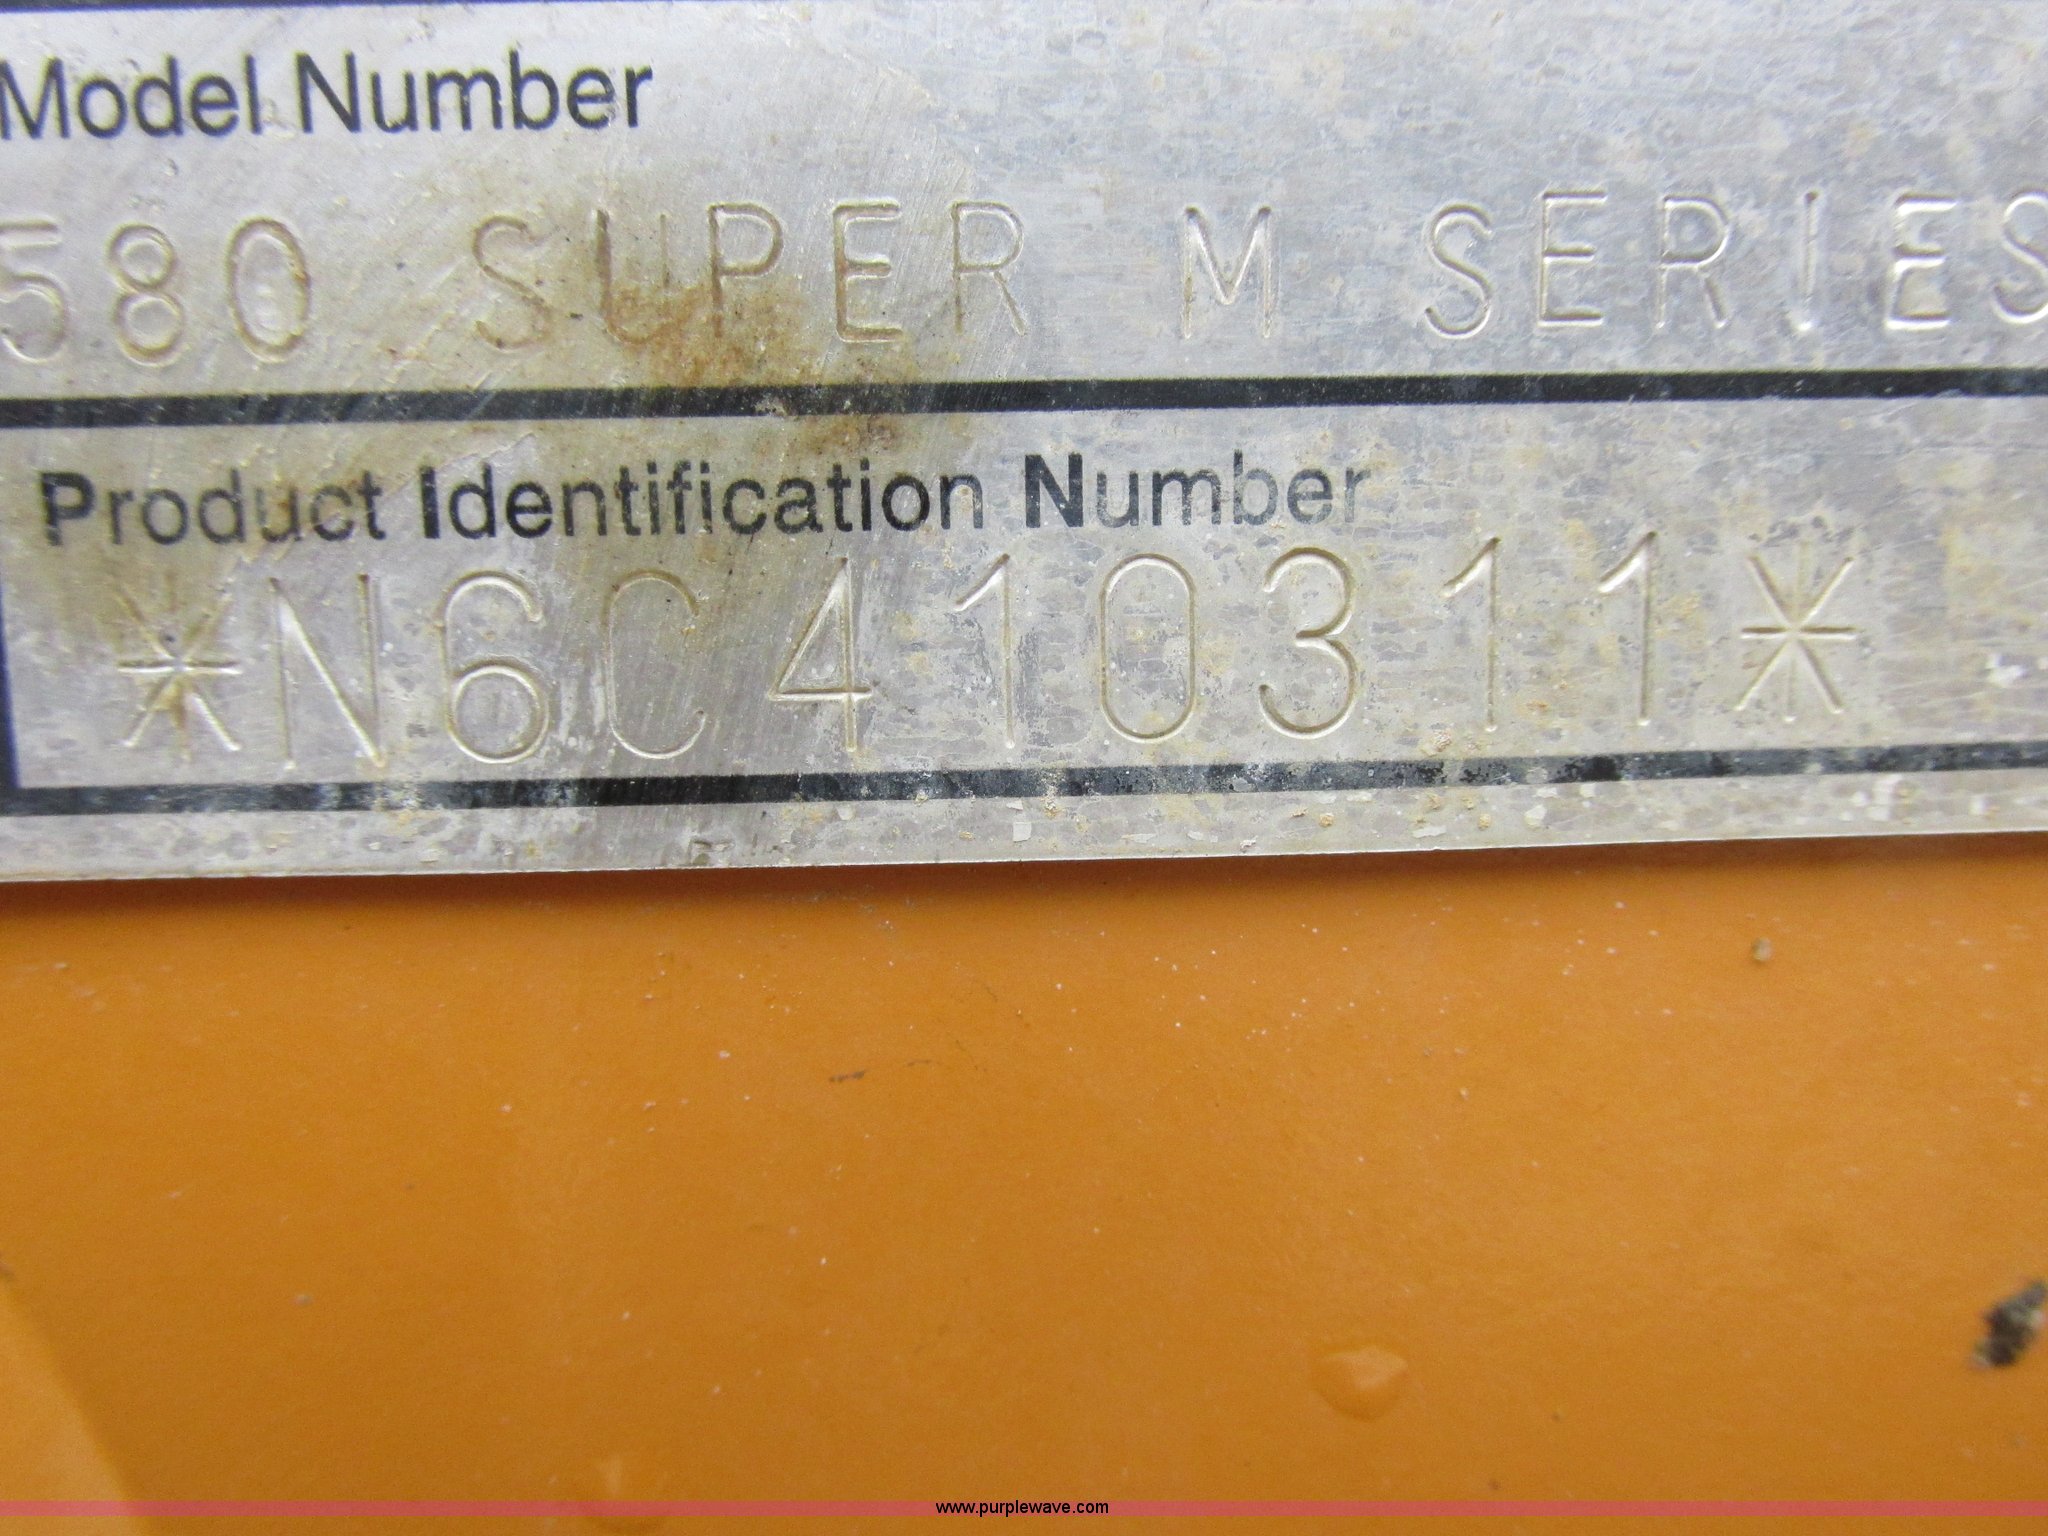 Model Number
580 SUPER M SERIES
Product Identification Number
*N6C410311*
www.purplewave.com